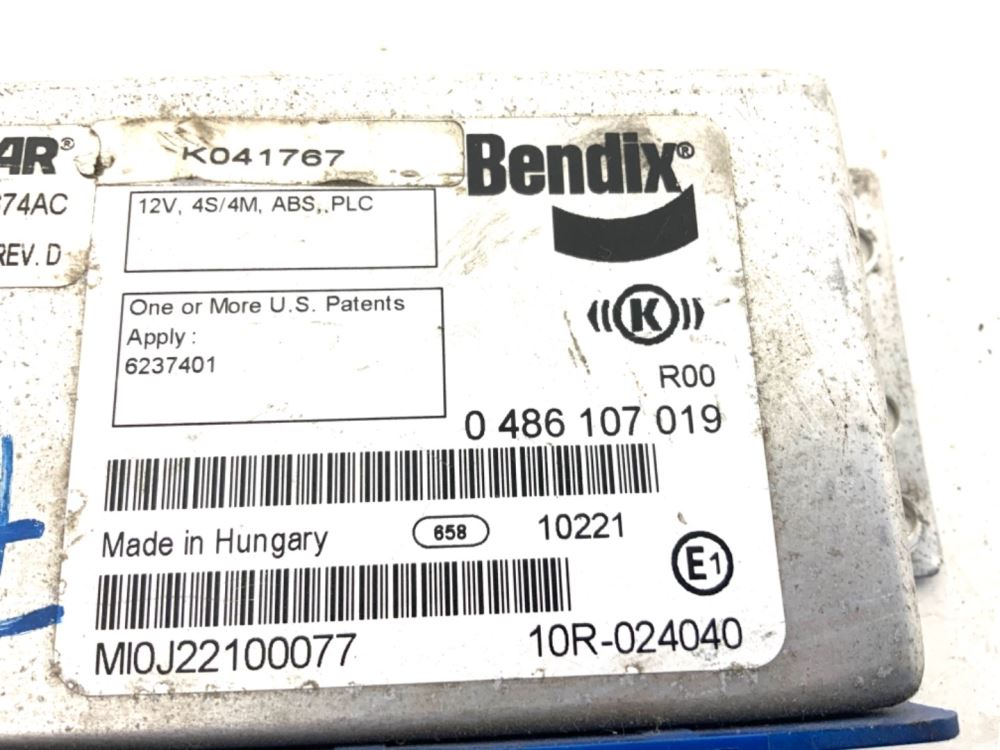 AR®
74AC
REV. D
K041767
Bendix®
12V, 4S/4M, ABS,,PLC
One or More U.S. Patents
Apply :
6237401
K
R00
0 486 107 019
Made in Hungary 658 10221
E1
MI0J22100077 10R-024040